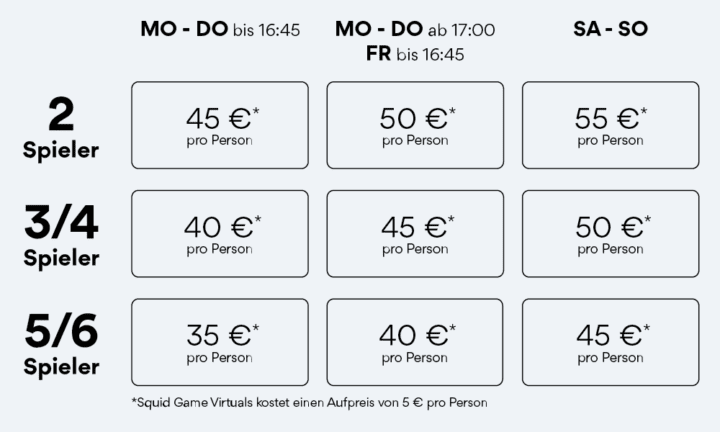 MO - DO bis 16:45
MO - DO ab 17:00
FR bis 16:45
SA - SO
2
Spieler
45 €*
pro Person
50 €*
pro Person
55 €*
pro Person
3/4
Spieler
40 €*
pro Person
45 €*
pro Person
50 €*
pro Person
5/6
Spieler
35 €*
pro Person
40 €*
pro Person
45 €*
pro Person
*Squid Game Virtuals kostet einen Aufpreis von 5 € pro Person